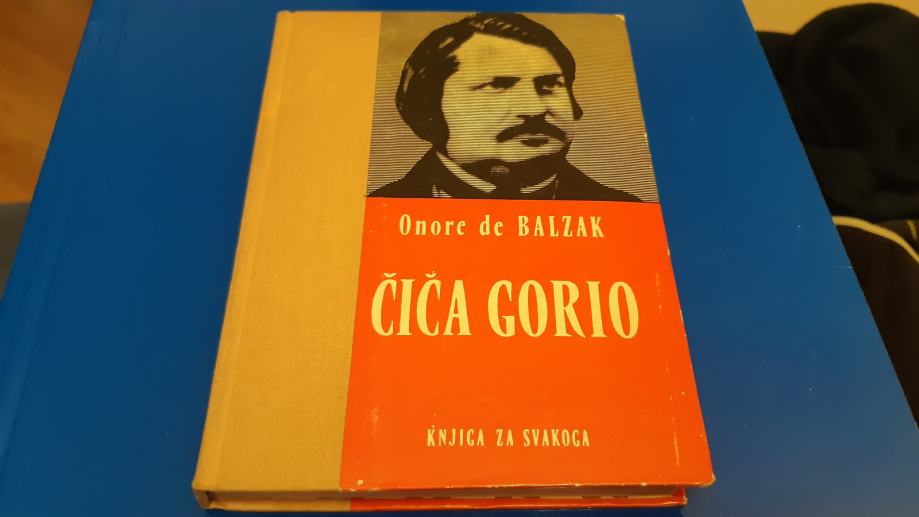 Onore de BALZAK
ČIČA GORIO
KNJIGA ZA SVAKOGA